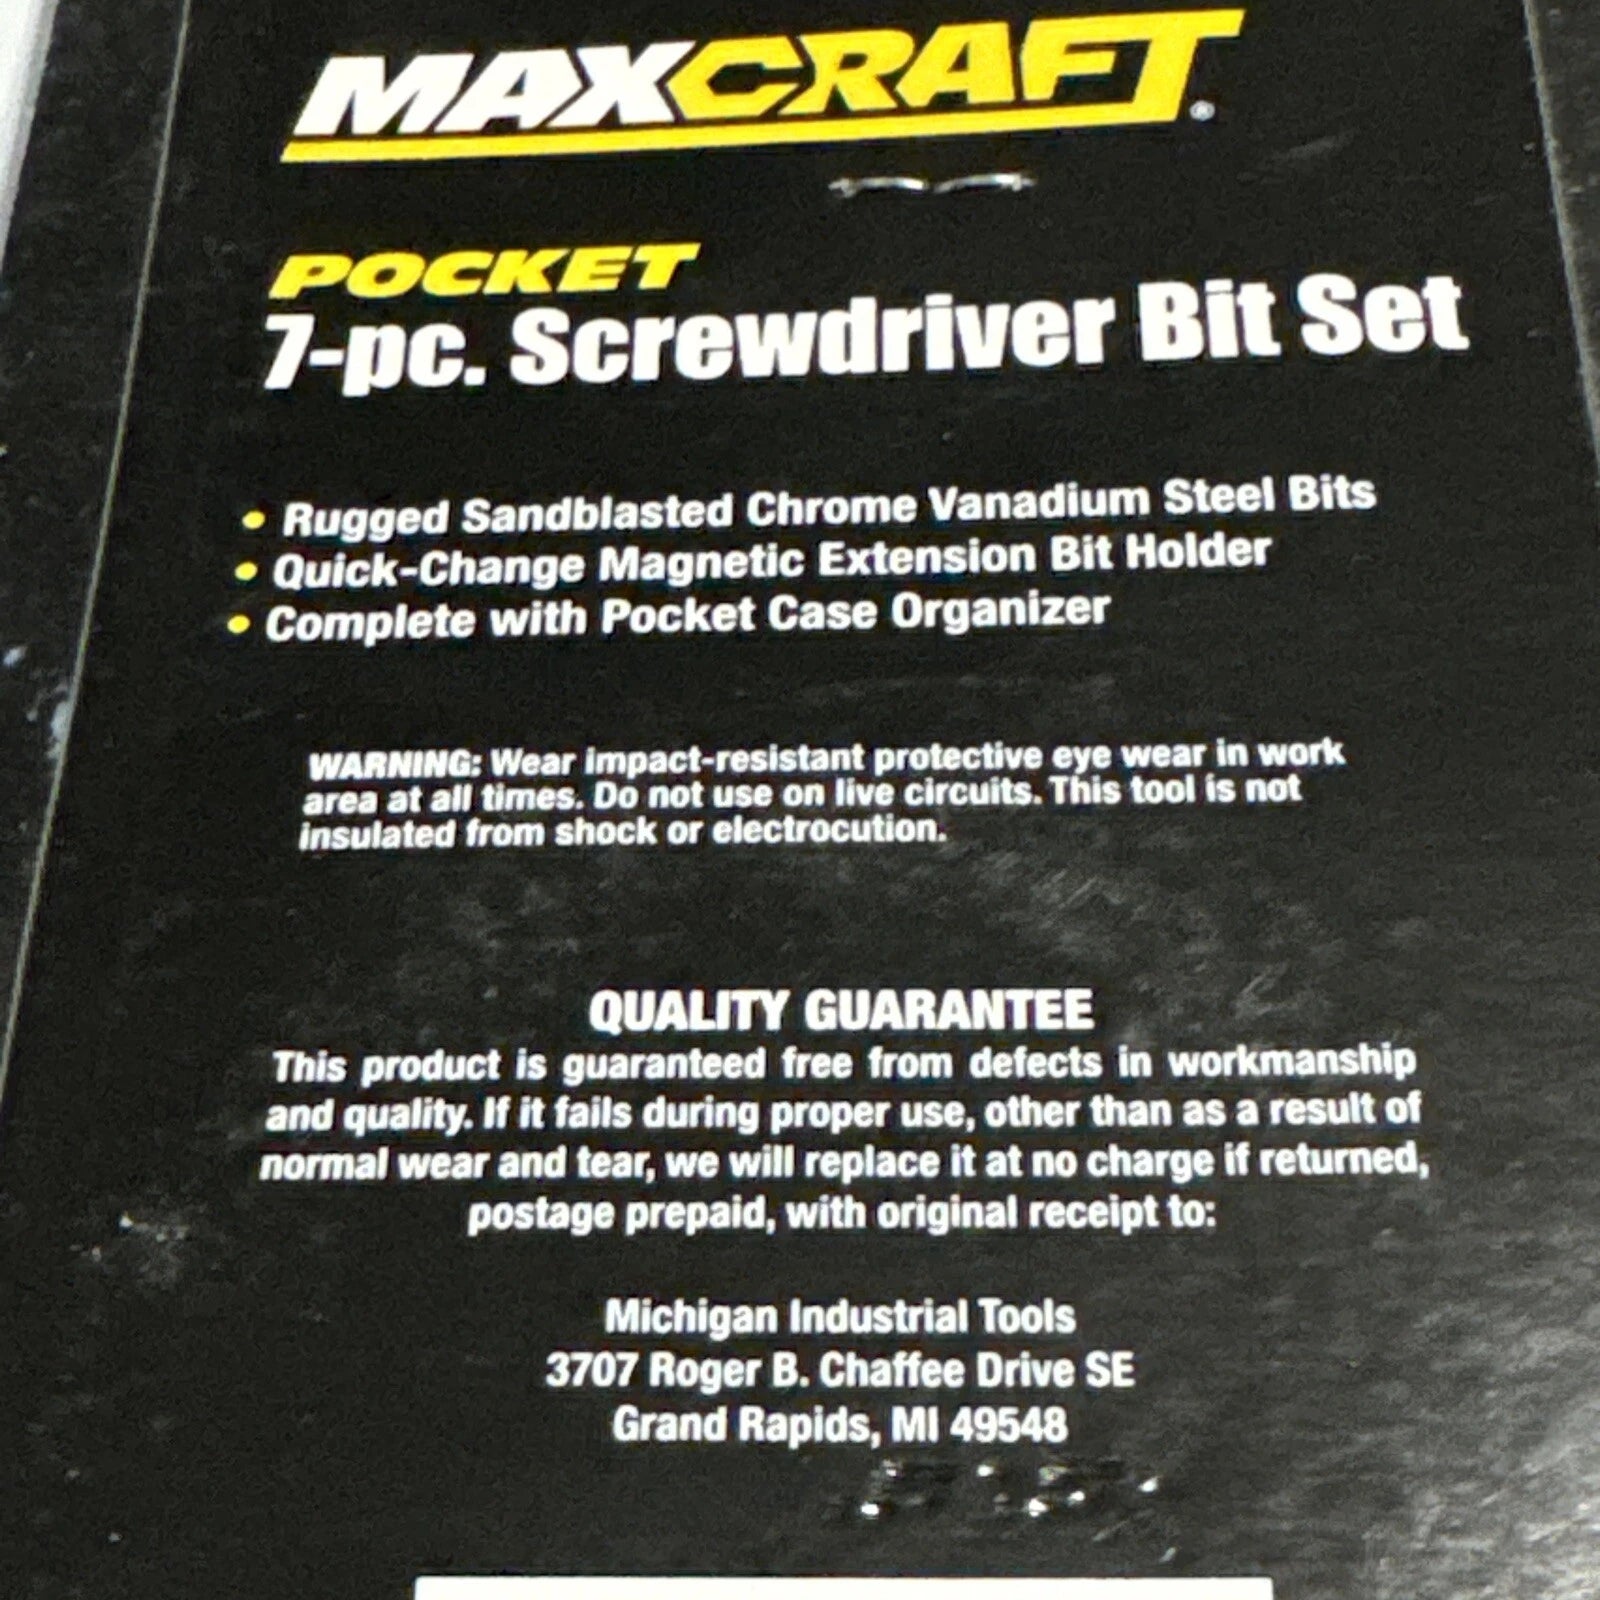 MAXCRAFT®
POCKET
7-pc. Screwdriver Bit Set
• Rugged Sandblasted Chrome Vanadium Steel Bits
• Quick-Change Magnetic Extension Bit Holder
• Complete with Pocket Case Organizer
WARNING: Wear impact-resistant protective eye wear in work
area at all times. Do not use on live circuits. This tool is not
insulated from shock or electrocution.
QUALITY GUARANTEE
This product is guaranteed free from defects in workmanship
and quality. If it fails during proper use, other than as a result of
normal wear and tear, we will replace it at no charge if returned,
postage prepaid, with original receipt to:
Michigan Industrial Tools
3707 Roger B. Chaffee Drive SE
Grand Rapids, MI 49548